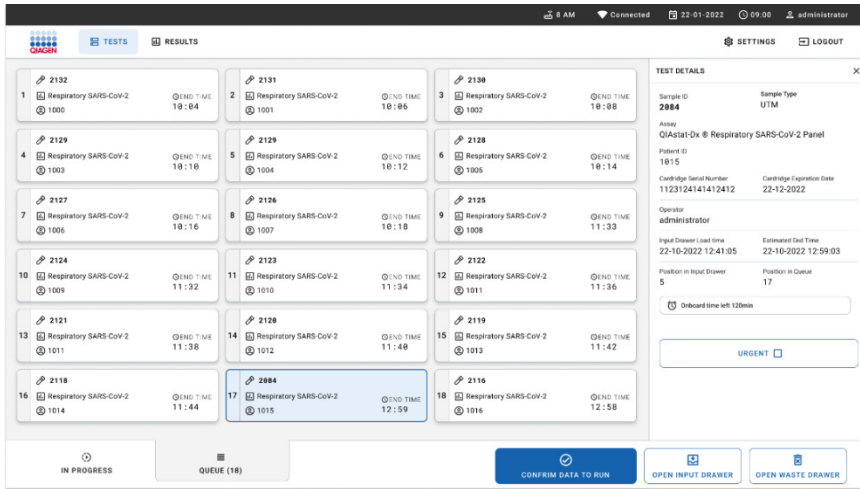 8 AM Connected 22-01-2022 09:00 administrator
QIAGEN TESTS RESULTS SETTINGS LOGOUT
1 2132 Respiratory SARS-CoV-2 1000 END TIME 10:04
2 2131 Respiratory SARS-CoV-2 1001 END TIME 10:06
3 2130 Respiratory SARS-CoV-2 1002 END TIME 10:08
4 2129 Respiratory SARS-CoV-2 1003 END TIME 10:10
5 2129 Respiratory SARS-CoV-2 1004 END TIME 10:12
6 2128 Respiratory SARS-CoV-2 1005 END TIME 10:14
7 2127 Respiratory SARS-CoV-2 1006 END TIME 10:16
8 2126 Respiratory SARS-CoV-2 1007 END TIME 10:18
9 2125 Respiratory SARS-CoV-2 1008 END TIME 11:33
10 2124 Respiratory SARS-CoV-2 1009 END TIME 11:32
11 2123 Respiratory SARS-CoV-2 1010 END TIME 11:34
12 2122 Respiratory SARS-CoV-2 1011 END TIME 11:36
13 2121 Respiratory SARS-CoV-2 1011 END TIME 11:38
14 2120 Respiratory SARS-CoV-2 1012 END TIME 11:40
15 2119 Respiratory SARS-CoV-2 1013 END TIME 11:42
16 2118 Respiratory SARS-CoV-2 1014 END TIME 11:44
17 2084 Respiratory SARS-CoV-2 1015 END TIME 12:59
18 2116 Respiratory SARS-CoV-2 1016 END TIME 12:58
TEST DETAILS
Sample ID Sample Type
2084 UTM
Assay
QIAstat-Dx ® Respiratory SARS-CoV-2 Panel
Patient ID
1015
Cardridge Serial Number Cardridge Expiration Date
1123124141412412 22-12-2022
Operator
administrator
Input Drawer Load time Estimated End Time
22-10-2022 12:41:05 22-10-2022 12:59:03
Position in Input Drawer Position in Queue
5 17
Onboard time left 120min
URGENT
IN PROGRESS QUEUE (18) CONFRIM DATA TO RUN OPEN INPUT DRAWER OPEN WASTE DRAWER